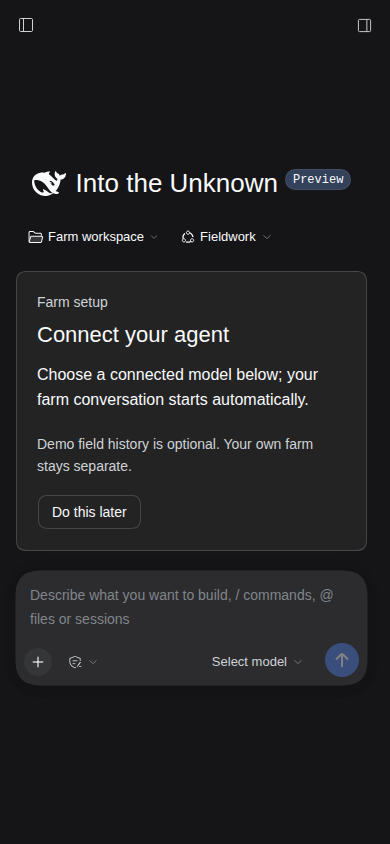 Into the Unknown
Preview
Farm workspace
Fieldwork
Farm setup
Connect your agent
Choose a connected model below; your
farm conversation starts automatically.
Demo field history is optional. Your own farm
stays separate.
Do this later
Describe what you want to build, / commands, @
files or sessions
Select model